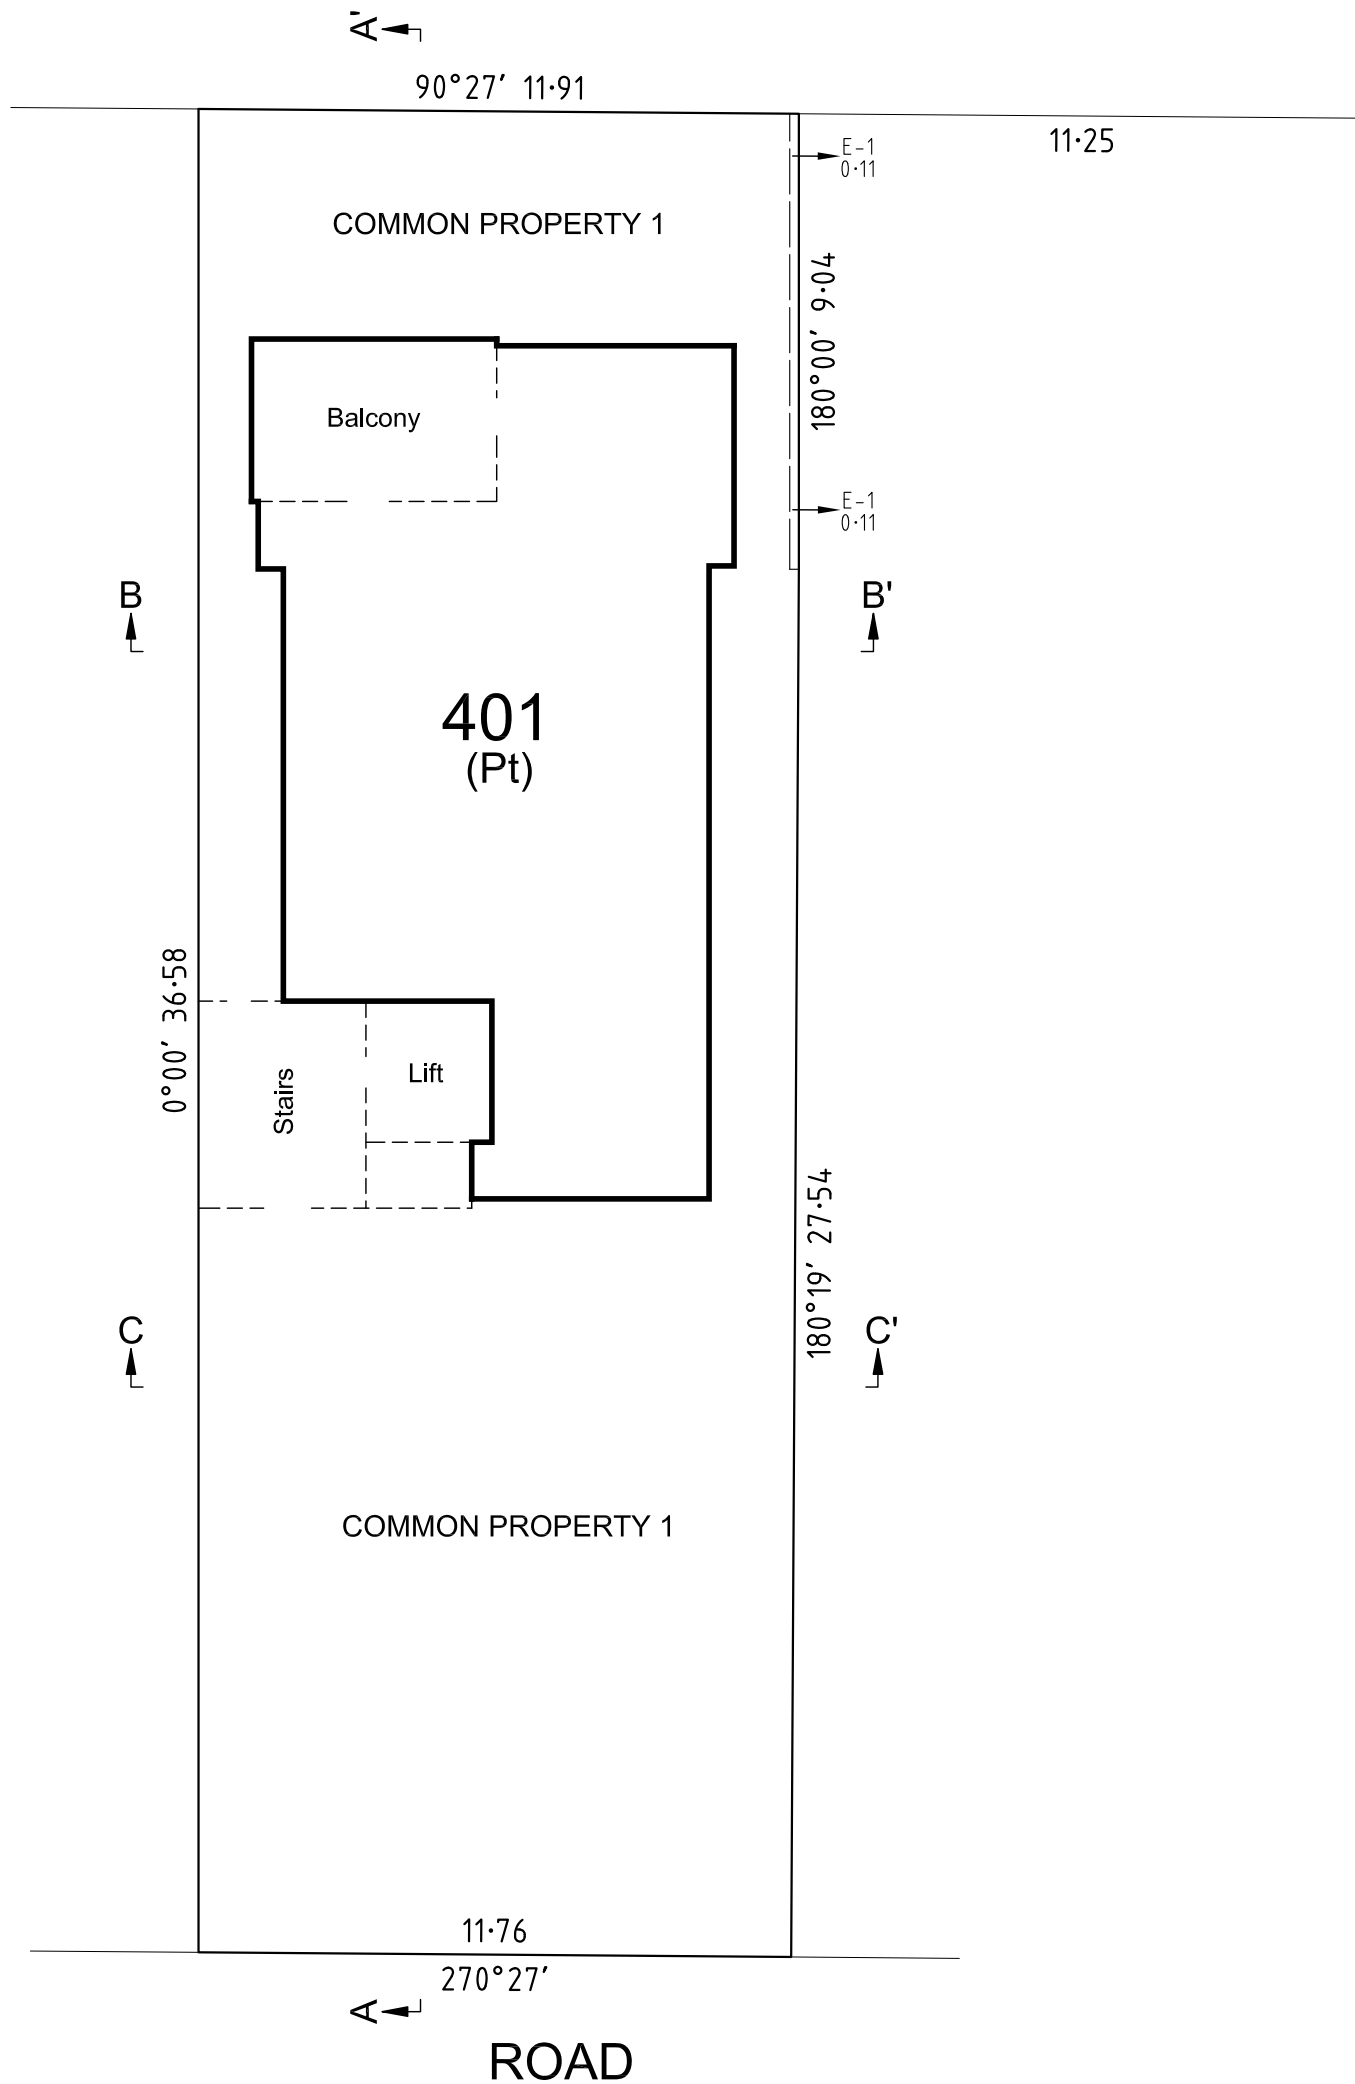 A'
90°27′ 11·91
11·25
E-1
0·11
COMMON PROPERTY 1
180°00′ 9·04
Balcony
E-1
0·11
B
B'
401
(Pt)
0°00′ 36·58
Lift
Stairs
180°19′ 27·54
C
C'
COMMON PROPERTY 1
11·76
270°27′
A
ROAD